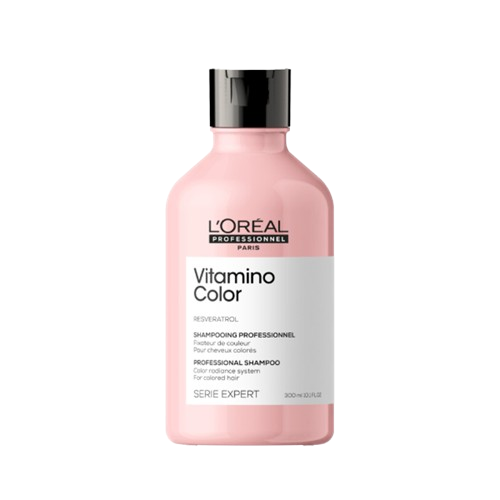 L'ORÉAL
PROFESSIONNEL
PARIS
Vitamino
Color
RESVERATROL
SHAMPOOING PROFESSIONNEL
Fixateur de couleur
Pour cheveux colorés
PROFESSIONAL SHAMPOO
Color radiance system
For colored hair
SERIE EXPERT 300 ml 10.1 FL.OZ